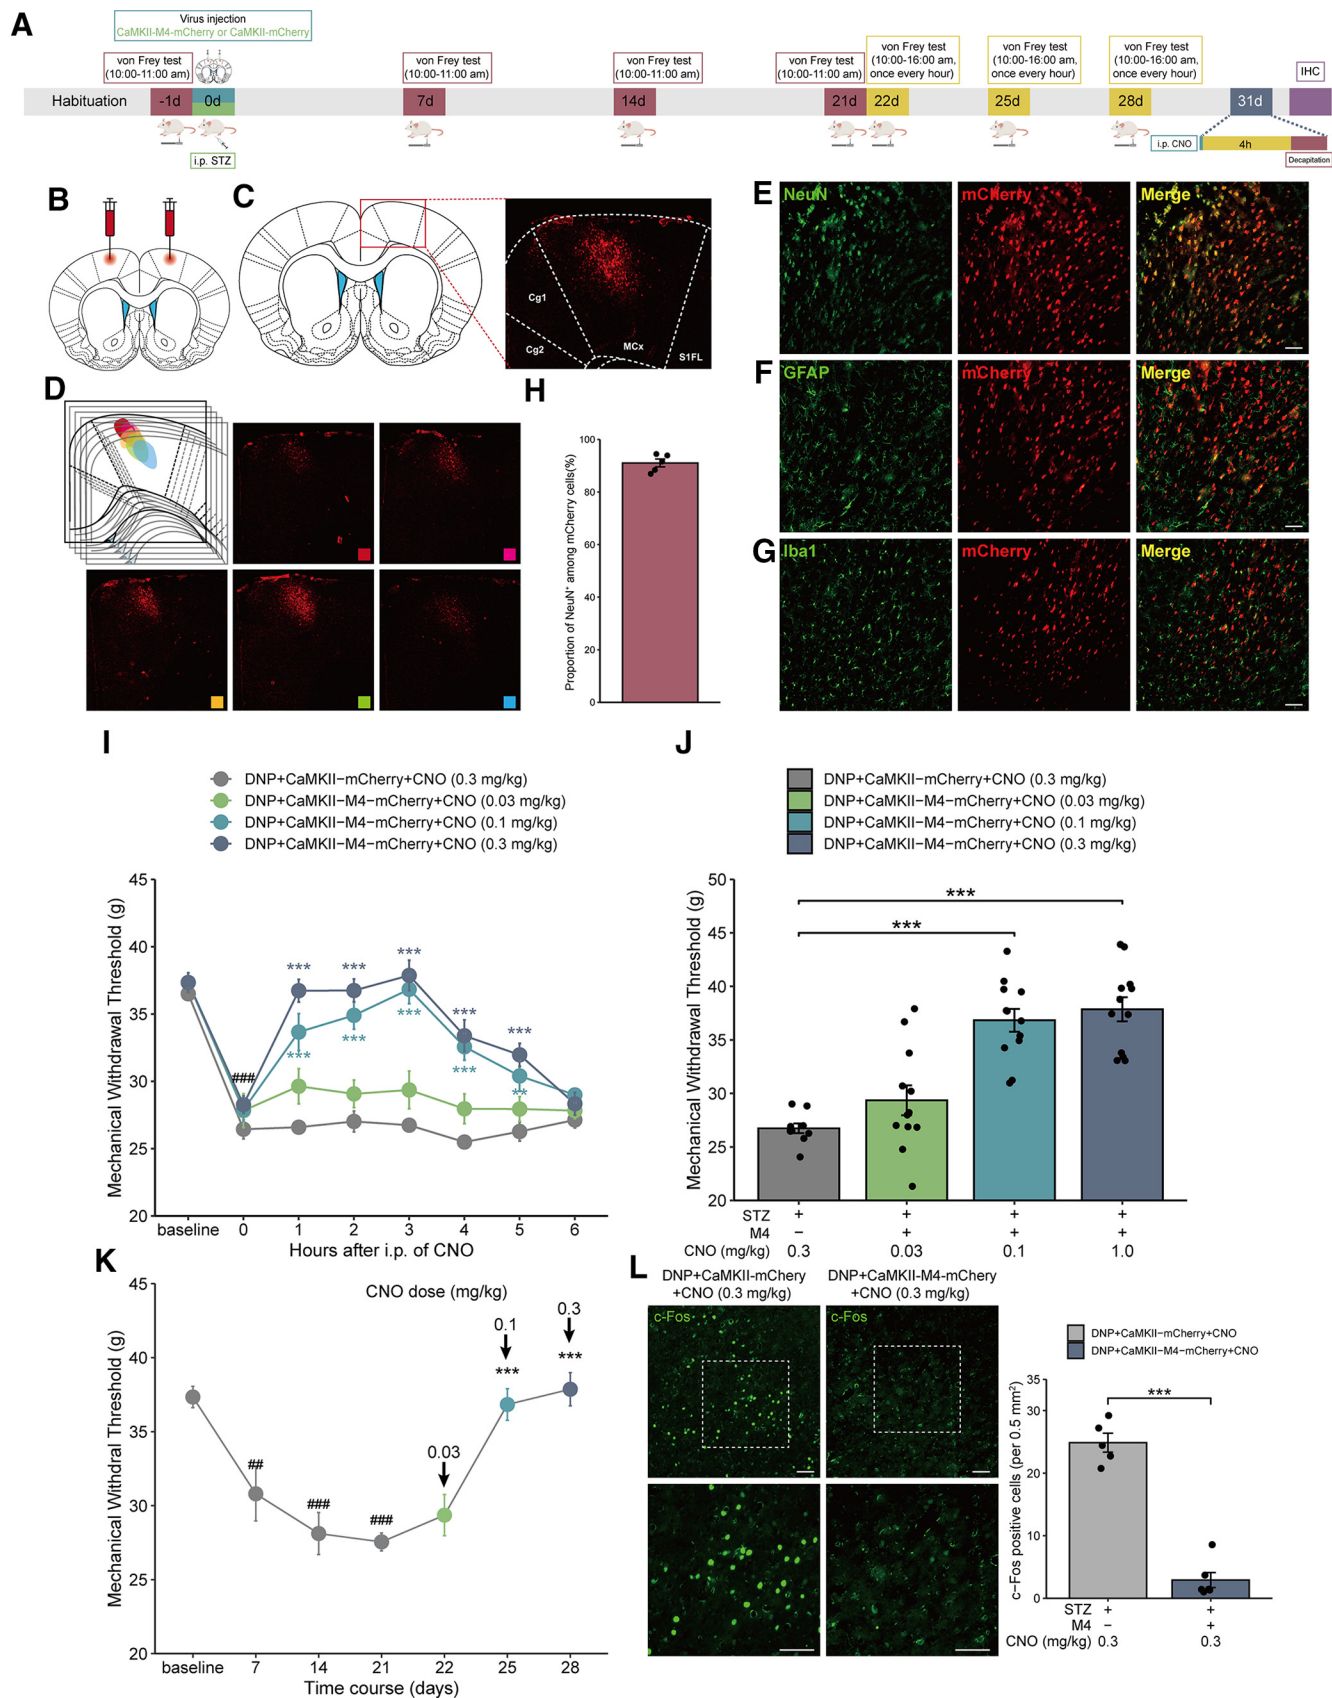 A
Virus injection
CaMKII-M4-mCherry or CaMKII-mCherry
von Frey test
(10:00-11:00 am)
von Frey test
(10:00-11:00 am)
von Frey test
(10:00-11:00 am)
von Frey test
(10:00-11:00 am)
von Frey test
(10:00-16:00 am,
once every hour)
von Frey test
(10:00-16:00 am,
once every hour)
von Frey test
(10:00-16:00 am,
once every hour)
IHC
Habituation
-1d
0d
7d
14d
21d
22d
25d
28d
31d
i.p. STZ
i.p. CNO
4h
Decapitation
B
C
Cg1
Cg2
MCx
S1FL
D
E
NeuN
mCherry
Merge
F
GFAP
mCherry
Merge
G
Iba1
mCherry
Merge
H
Proportion of NeuN+ among mCherry cells(%)
100
80
60
40
20
0
I
DNP+CaMKII−mCherry+CNO (0.3 mg/kg)
DNP+CaMKII−M4−mCherry+CNO (0.03 mg/kg)
DNP+CaMKII−M4−mCherry+CNO (0.1 mg/kg)
DNP+CaMKII−M4−mCherry+CNO (0.3 mg/kg)
Mechanical Withdrawal Threshold (g)
45
40
35
30
25
20
###
***
***
***
***
***
***
***
***
**
baseline
0
1
2
3
4
5
6
Hours after i.p. of CNO
J
DNP+CaMKII−mCherry+CNO (0.3 mg/kg)
DNP+CaMKII−M4−mCherry+CNO (0.03 mg/kg)
DNP+CaMKII−M4−mCherry+CNO (0.1 mg/kg)
DNP+CaMKII−M4−mCherry+CNO (0.3 mg/kg)
Mechanical Withdrawal Threshold (g)
50
45
40
35
30
25
20
***
***
STZ + + + +
M4 − + + +
CNO (mg/kg) 0.3 0.03 0.1 1.0
K
CNO dose (mg/kg)
Mechanical Withdral Threshold (g)
45
40
35
30
25
20
##
###
###
0.03
0.1
***
0.3
***
baseline
7
14
21
22
25
28
Time course (days)
L
DNP+CaMKII-mChery
+CNO (0.3 mg/kg)
DNP+CaMKII-M4-mChery
+CNO (0.3 mg/kg)
c-Fos
c-Fos
DNP+CaMKII−mCherry+CNO
DNP+CaMKII−M4−mCherry+CNO
c−Fos positive cells (per 0.5 mm2)
35
30
20
10
0
***
STZ + +
M4 − +
CNO (mg/kg) 0.3 0.3